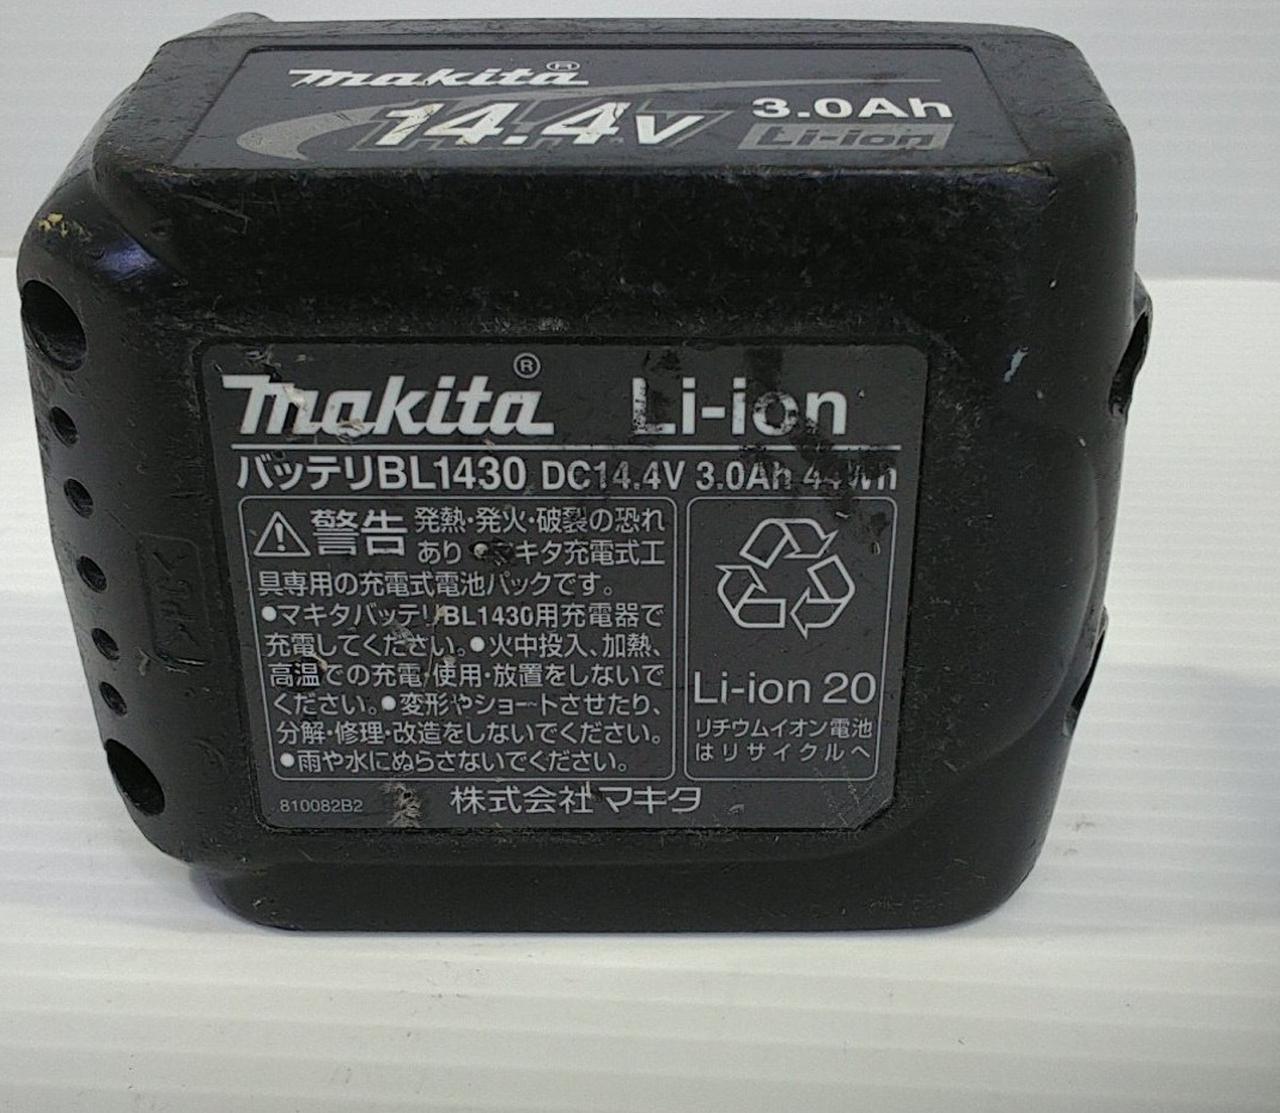 makita®
14.4V
3.0Ah
Li-ion
makita® Li-ion
バッテリBL1430 DC14.4V 3.0Ah 44Wh
警告 発熱・発火・破裂の恐れ
あり ●マキタ充電式工
具専用の充電式電池パックです。
●マキタバッテリBL1430用充電器で
充電してください。●火中投入、加熱、
高温での充電・使用・放置をしないで
ください。●変形やショートさせたり、
分解・修理・改造をしないでください。
●雨や水にぬらさないでください。
Li-ion 20
リチウムイオン電池
はリサイクルへ
810082B2
株式会社マキタ